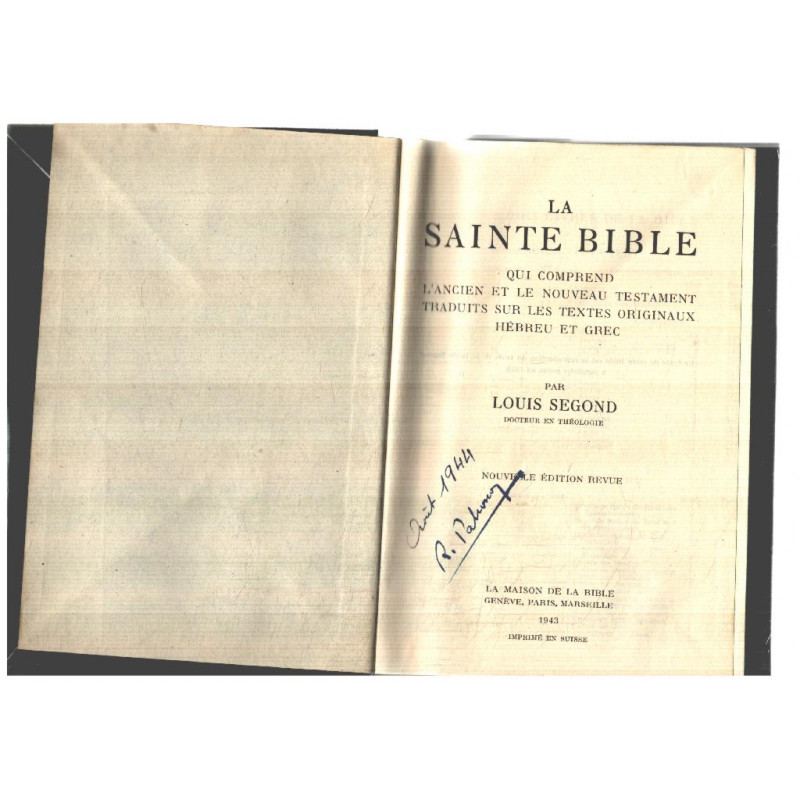 LA
SAINTE BIBLE
QUI COMPREND
L'ANCIEN ET LE NOUVEAU TESTAMENT
TRADUITS SUR LES TEXTES ORIGINAUX
HÉBREU ET GREC
PAR
LOUIS SEGOND
DOCTEUR EN THÉOLOGIE
NOUVELLE ÉDITION REVUE
Août 1944
R.
LA MAISON DE LA BIBLE
GENÈVE, PARIS, MARSEILLE
1943
IMPRIMÉ EN SUISSE